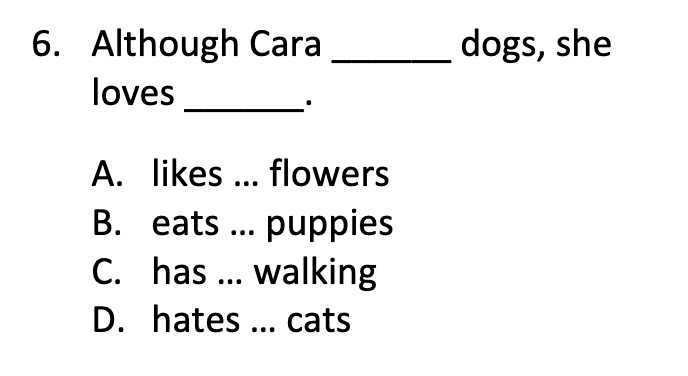 6. Although Cara ______ dogs, she
loves ______.
A. likes ... flowers
B. eats ... puppies
C. has ... walking
D. hates ... cats